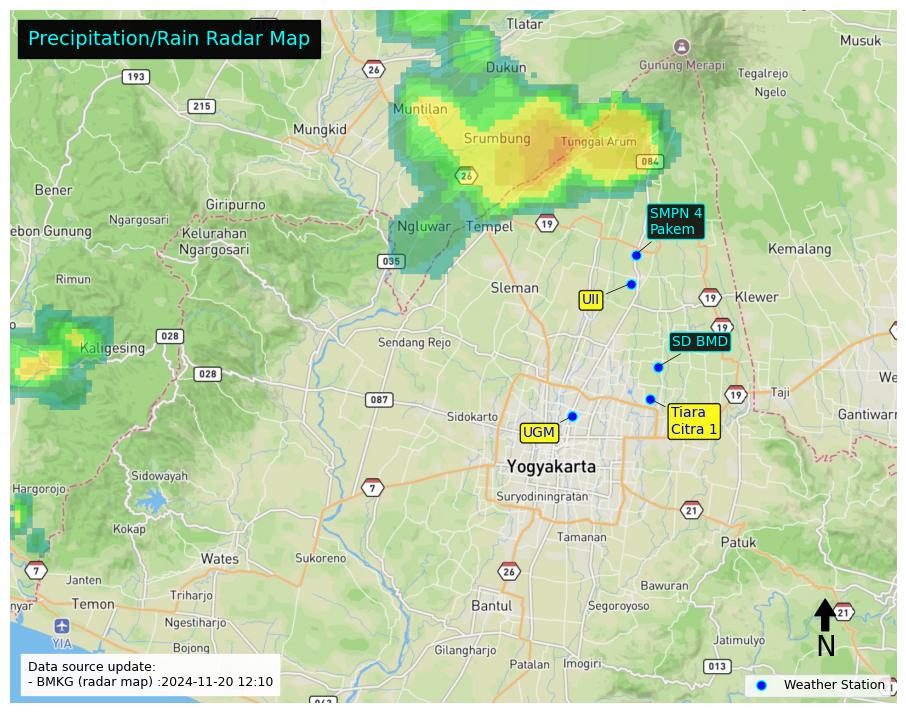 Precipitation/Rain Radar Map
Tlatar
Musuk
26
Dukun
Gunung Merapi
193
Tegalrejo
215
Ngelo
Muntilan
Mungkid
Srumbung
Tunggal Arum
084
26
Bener
Giripurno
Ngargosari
SMPN 4
Pakem
Ngluwar
Tempel
19
ebon Gunung
Kelurahan
Ngargosari
Kemalang
035
Rimun
Sleman
UII
19
Klewer
19
028
Kaligesing
Sendang Rejo
SD BMD
028
We
087
19
Taji
Sidokarto
Tiara
Citra 1
Gantiwarn
UGM
Yogyakarta
Sidowayah
Hargorojo
7
Suryodiningratan
21
Kokap
Tamanan
Patuk
Wates
Sukoreno
7
26
Janten
Bawuran
nyar
Temon
Triharjo
Bantul
Segoroyoso
21
YIA
Ngestiharjo
N
Bojong
Gilangharjo
Jatimulyo
Data source update:
- BMKG (radar map) :2024-11-20 12:10
Patalan
Imogiri
013
Weather Station